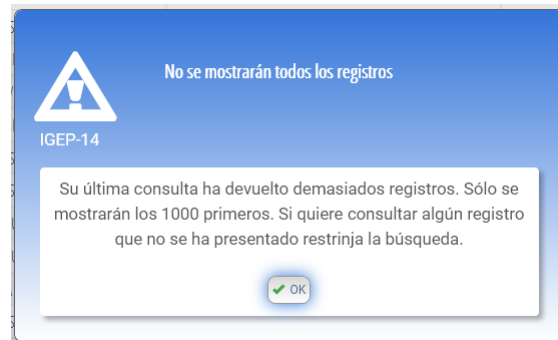 No se mostrarán todos los registros
IGEP-14
Su última consulta ha devuelto demasiados registros. Sólo se
mostrarán los 1000 primeros. Si quiere consultar algún registro
que no se ha presentado restrinja la búsqueda.
OK